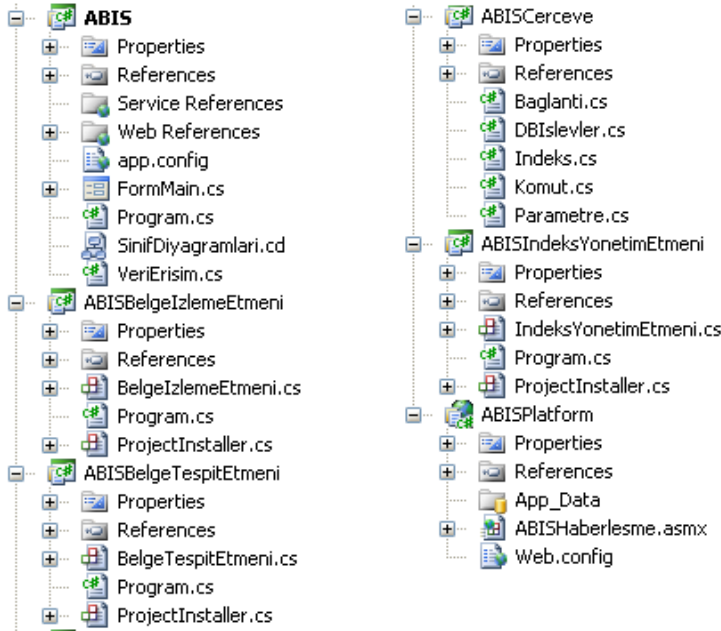 ABIS
Properties
References
Service References
Web References
app.config
FormMain.cs
Program.cs
SinifDiyagramlari.cd
VeriErisim.cs
ABISBelgeIzlemeEtmeni
Properties
References
BelgeIzlemeEtmeni.cs
Program.cs
ProjectInstaller.cs
ABISBelgeTespitEtmeni
Properties
References
BelgeTespitEtmeni.cs
Program.cs
ProjectInstaller.cs
ABISCerceve
Properties
References
Baglanti.cs
DBIslevler.cs
Indeks.cs
Komut.cs
Parametre.cs
ABISIndeksYonetimEtmeni
Properties
References
IndeksYonetimEtmeni.cs
Program.cs
ProjectInstaller.cs
ABISPlatform
Properties
References
App_Data
ABISHaberlesme.asmx
Web.config